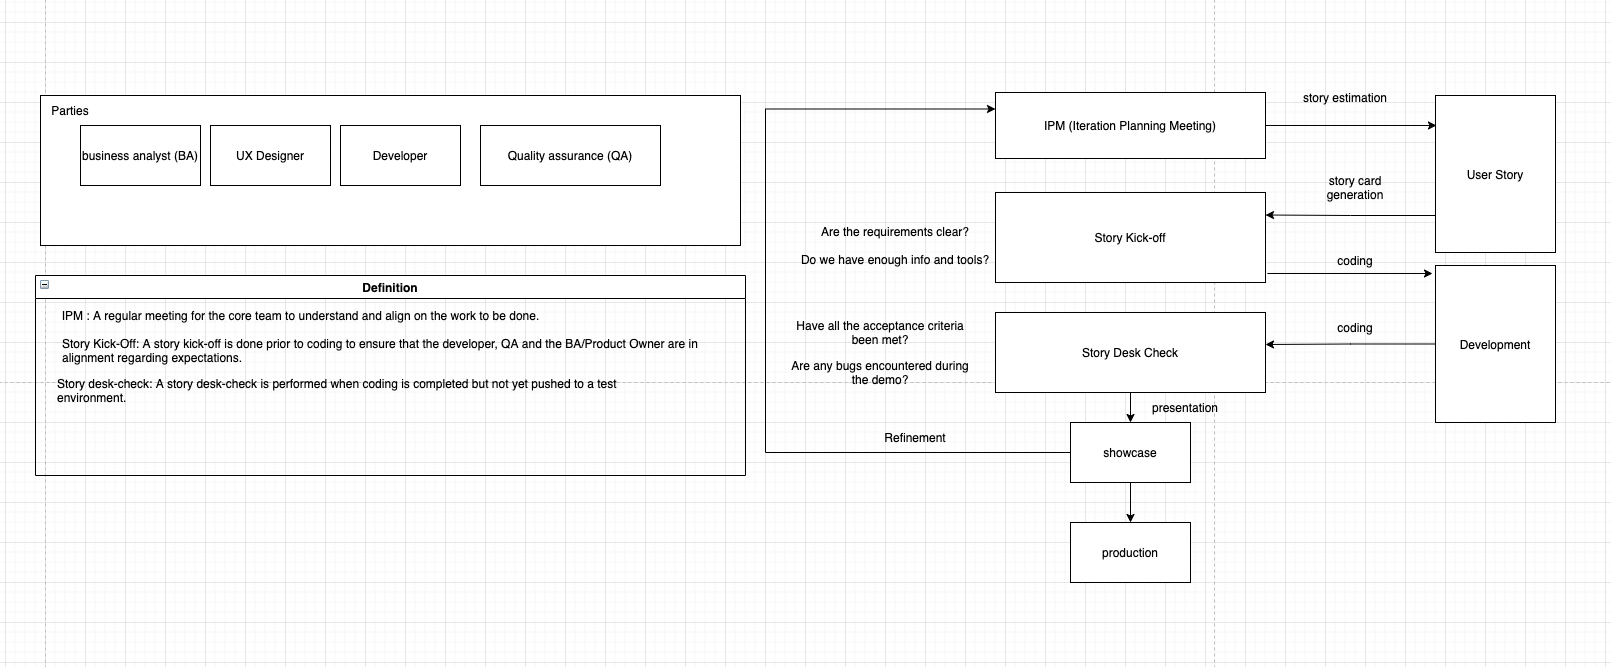 Parties
business analyst (BA)
UX Designer
Developer
Quality assurance (QA)
Definition
IPM : A regular meeting for the core team to understand and align on the work to be done.
Story Kick-Off: A story kick-off is done prior to coding to ensure that the developer, QA and the BA/Product Owner are in
alignment regarding expectations.
Story desk-check: A story desk-check is performed when coding is completed but not yet pushed to a test
environment.
IPM (Iteration Planning Meeting)
story estimation
User Story
story card
generation
Story Kick-off
Are the requirements clear?
Do we have enough info and tools?
coding
Development
coding
Story Desk Check
Have all the acceptance criteria
been met?
Are any bugs encountered during
the demo?
presentation
showcase
Refinement
production